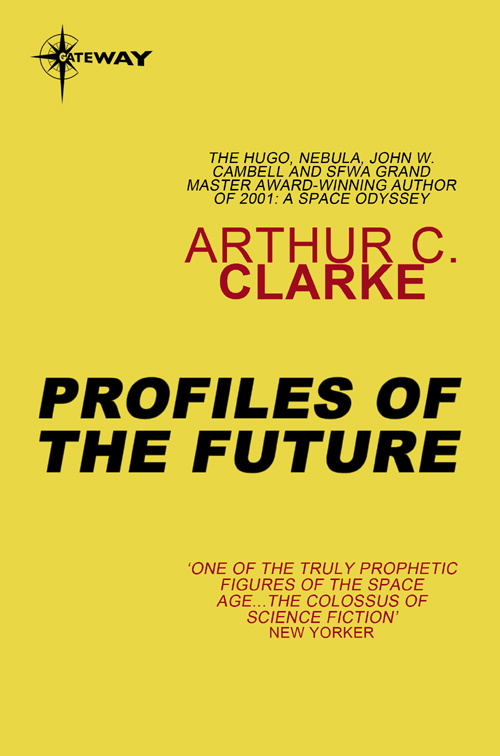 GATEWAY
THE HUGO, NEBULA, JOHN W.
CAMBELL AND SFWA GRAND
MASTER AWARD-WINNING AUTHOR
OF 2001: A SPACE ODYSSEY
ARTHUR C.
CLARKE
PROFILES OF
THE FUTURE
‘ONE OF THE TRULY PROPHETIC
FIGURES OF THE SPACE
AGE...THE COLOSSUS OF
SCIENCE FICTION’
NEW YORKER